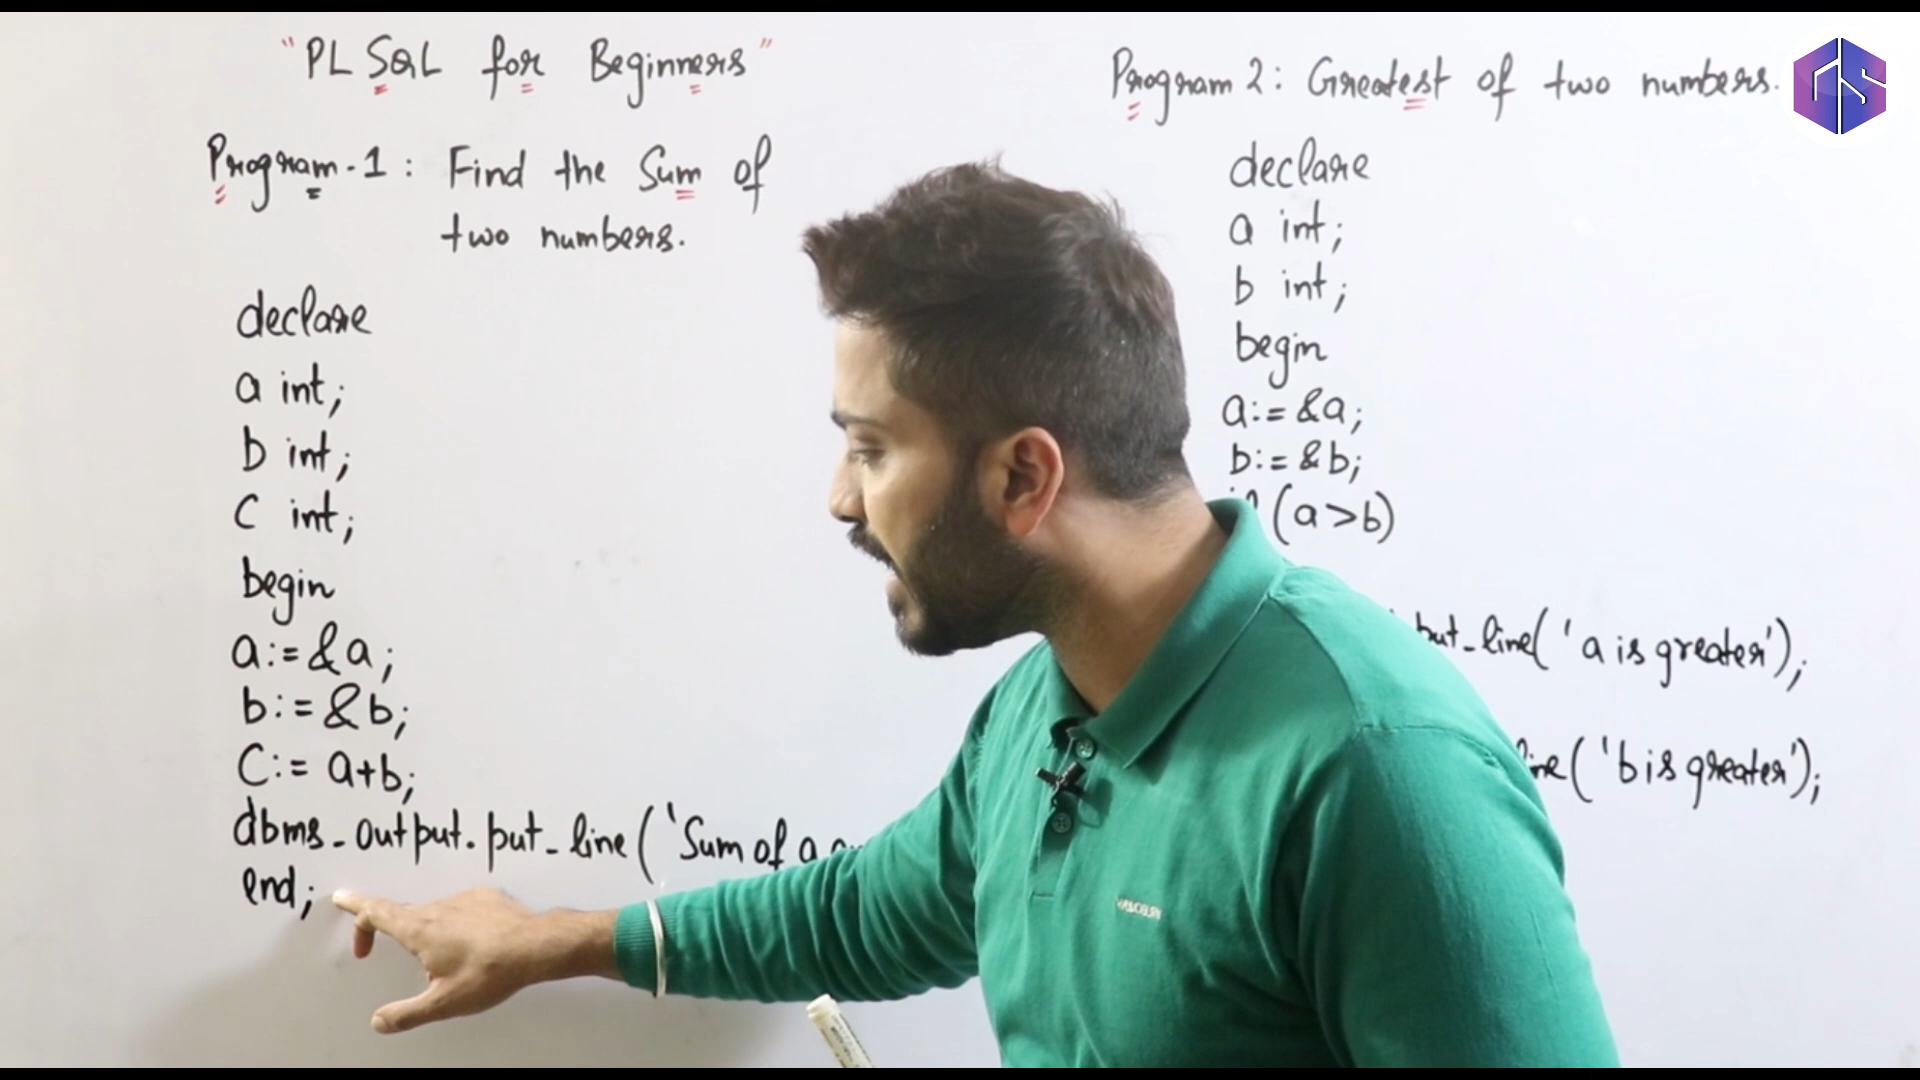 "PL SQL for Beginners"
Program-1: Find the Sum of
two numbers.
declare
a int;
b int;
c int;
begin
a:=&a;
b:=&b;
C:= a+b;
dbms_output.put_line('Sum of a
end;
Program 2: Greatest of two numbers.
declare
a int;
b int;
begin
a:=&a;
b:=&b;
(a>b)
put_line('a is greater');
('b is greater');